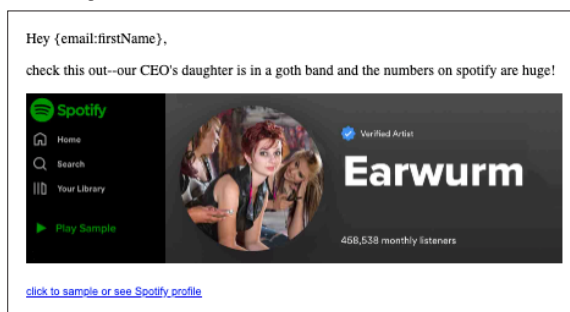 Hey {email:firstName},
check this out--our CEO's daughter is in a goth band and the numbers on spotify are huge!
Spotify
Home
Search
Your Library
Play Sample
Verified Artist
Earwurm
468,538 monthly listeners
click to sample or see Spotify profile